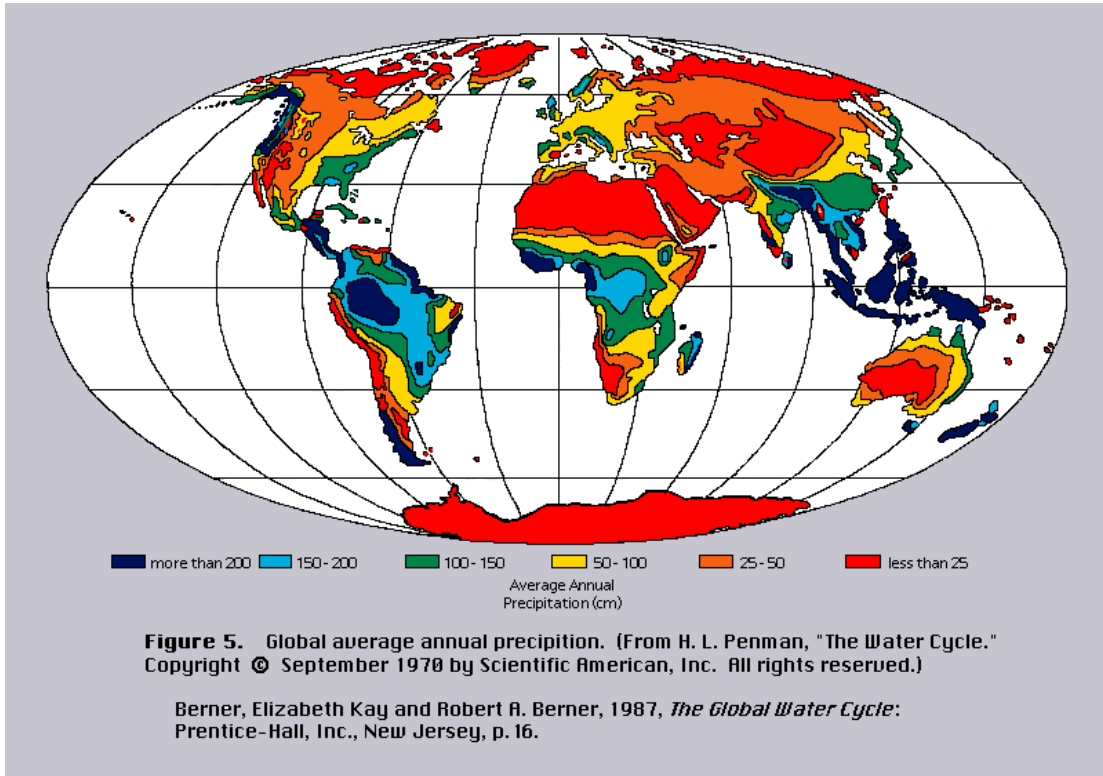 more than 200 150 - 200 100 - 150 50 - 100 25 - 50 less than 25
Average Annual
Precipitation (cm)
Figure 5. Global average annual precipition. (From H. L. Penman, "The Water Cycle."
Copyright © September 1970 by Scientific American, Inc. All rights reserved.)
Berner, Elizabeth Kay and Robert A. Berner, 1987, The Global Water Cycle:
Prentice-Hall, Inc., New Jersey, p. 16.